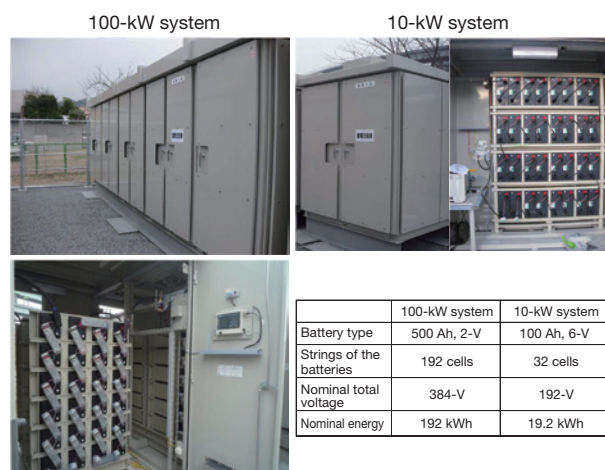 100-kW system
10-kW system
100-kW system 10-kW system
Battery type 500 Ah, 2-V 100 Ah, 6-V
Strings of the
batteries 192 cells 32 cells
Nominal total
voltage 384-V 192-V
Nominal energy 192 kWh 19.2 kWh